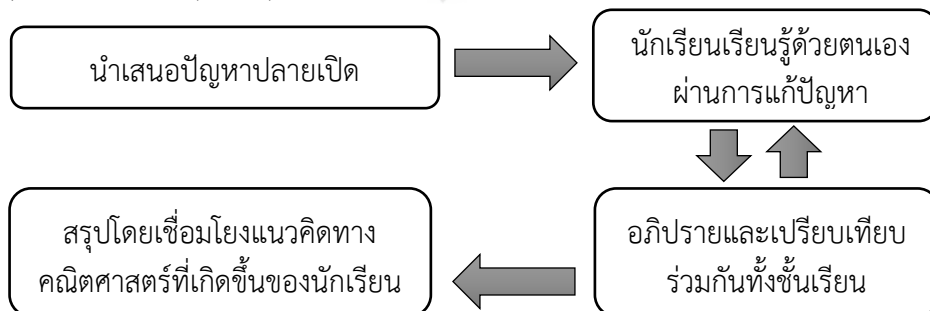 นำเสนอปัญหาปลายเปิด
นักเรียนเรียนรู้ด้วยตนเอง
ผ่านการแก้ปัญหา
อภิปรายและเปรียบเทียบ
ร่วมกันทั้งชั้นเรียน
สรุปโดยเชื่อมโยงแนวคิดทาง
คณิตศาสตร์ที่เกิดขึ้นของนักเรียน